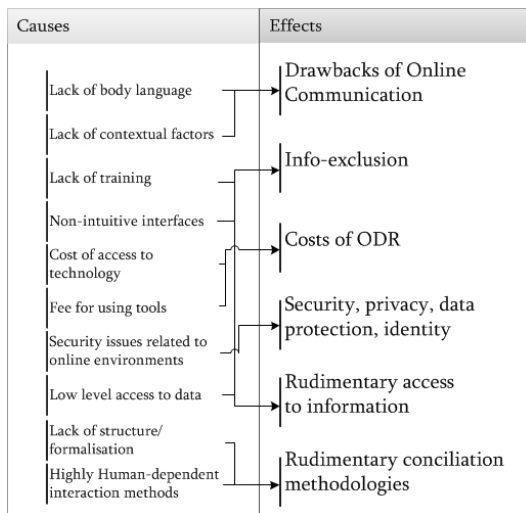 Causes
Effects
Lack of body language
Lack of contextual factors
Lack of training
Non-intuitive interfaces
Cost of access to
technology
Fee for using tools
Security issues related to
online environments
Low level access to data
Lack of structure/
formalisation
Highly Human-dependent
interaction methods
Drawbacks of Online
Communication
Info-exclusion
Costs of ODR
Security, privacy, data
protection, identity
Rudimentary access
to information
Rudimentary conciliation
methodologies